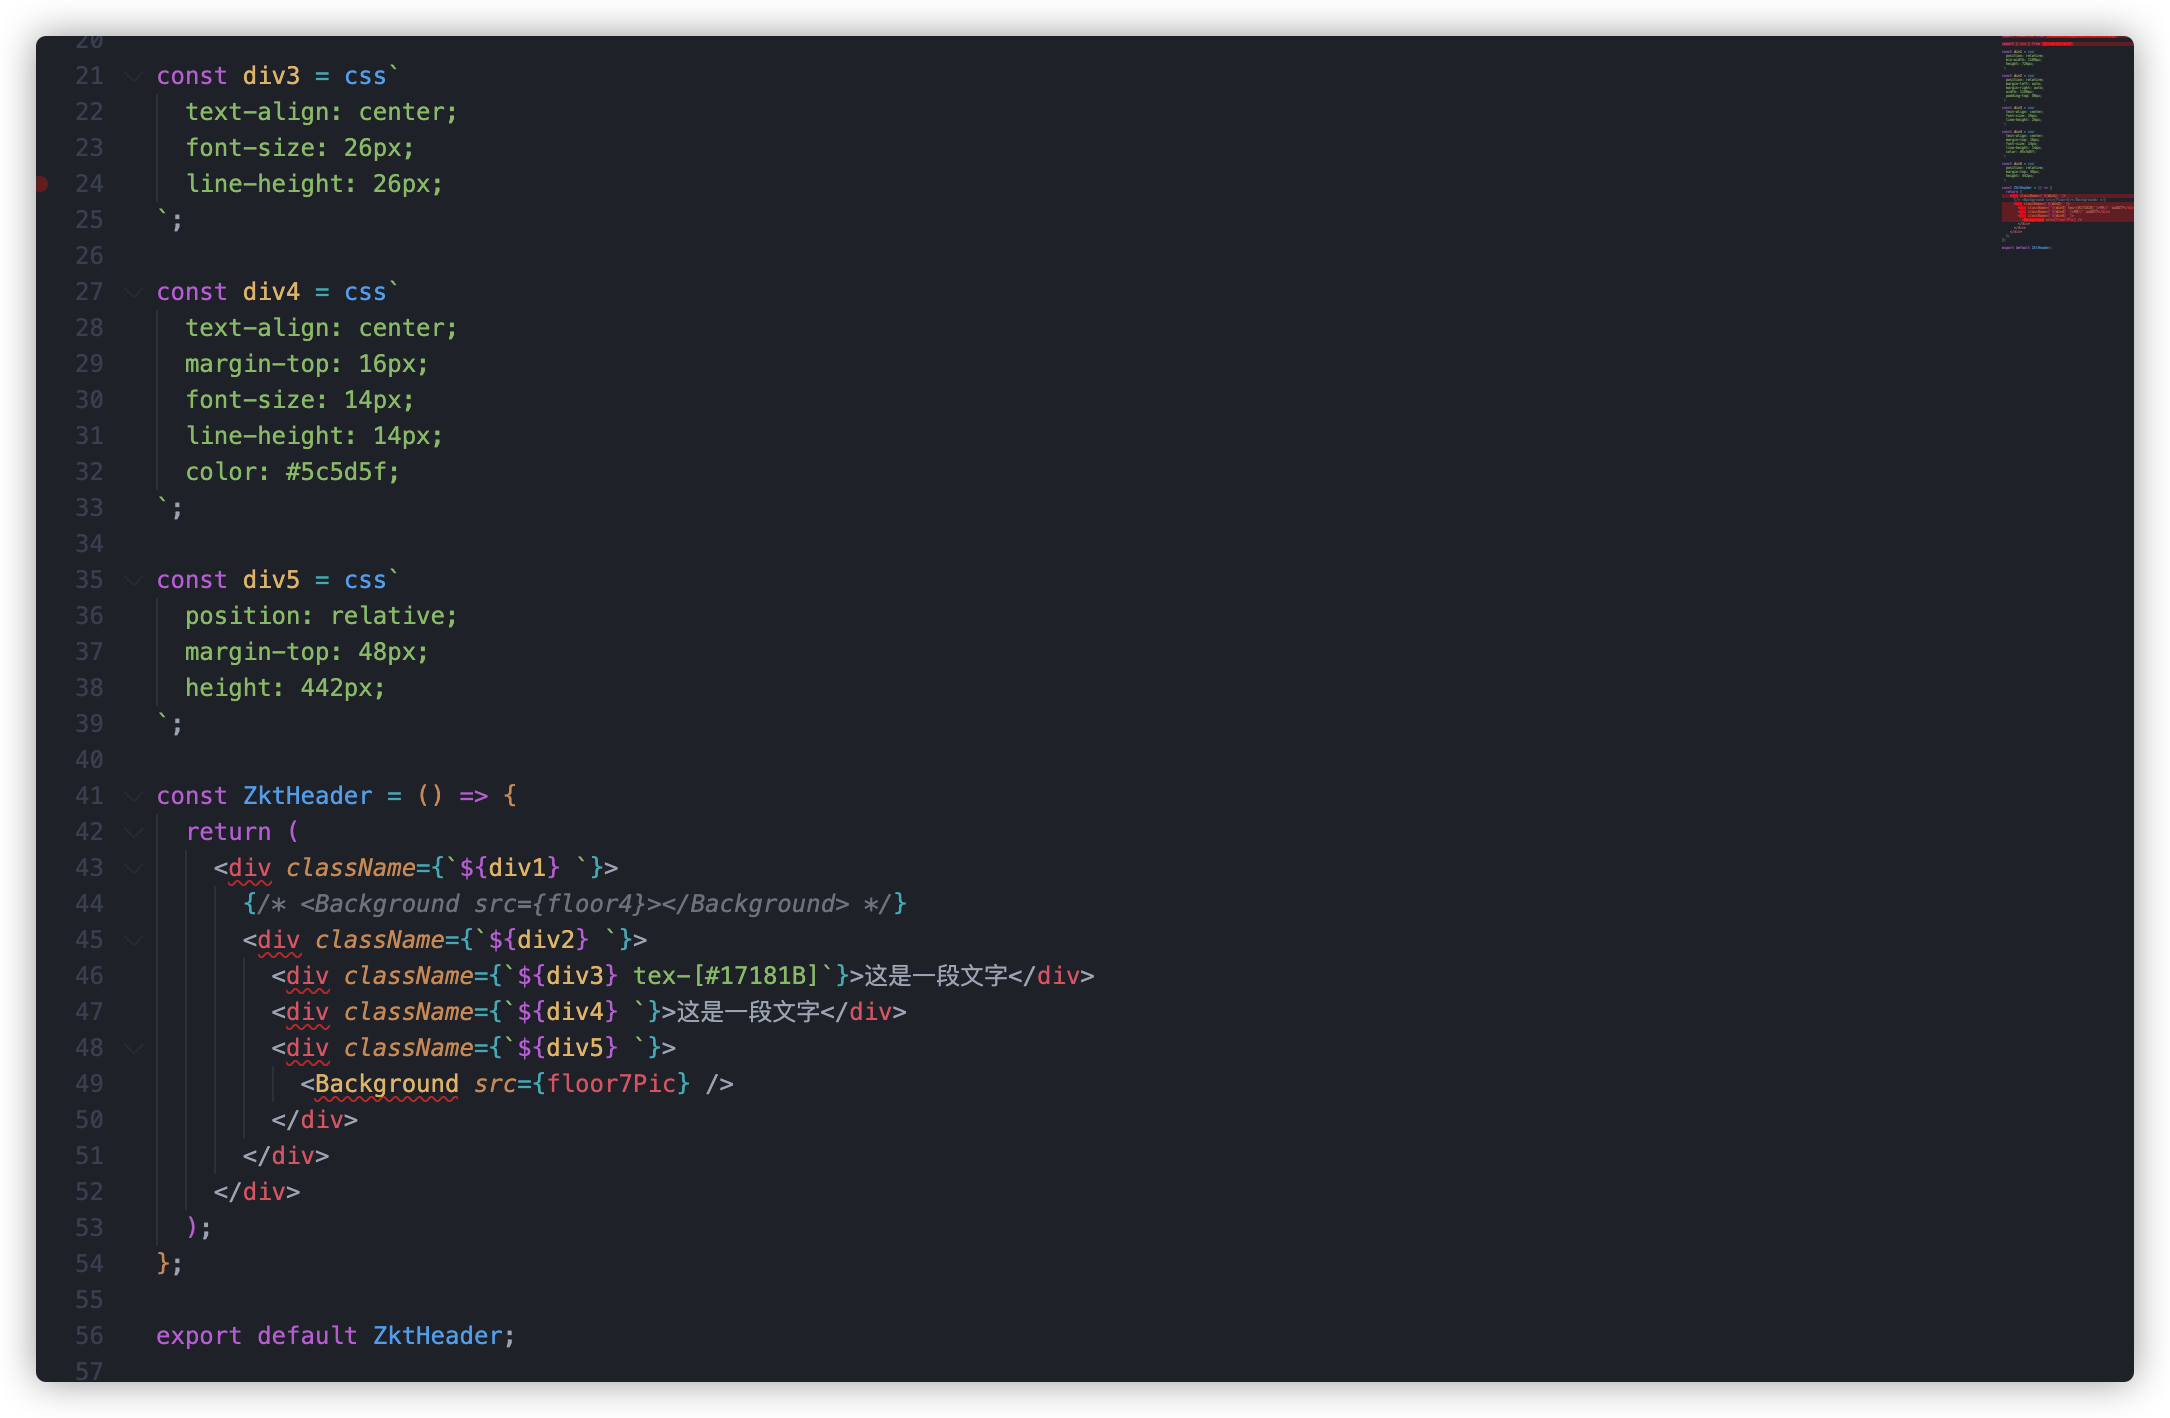 20
21 const div3 = css`
22 text-align: center;
23 font-size: 26px;
24 line-height: 26px;
25 `;
26
27 const div4 = css`
28 text-align: center;
29 margin-top: 16px;
30 font-size: 14px;
31 line-height: 14px;
32 color: #5c5d5f;
33 `;
34
35 const div5 = css`
36 position: relative;
37 margin-top: 48px;
38 height: 442px;
39 `;
40
41 const ZktHeader = () => {
42 return (
43 <div className={`${div1} `}>
44 {/* <Background src={floor4}></Background> */}
45 <div className={`${div2} `}>
46 <div className={`${div3} tex-[#17181B]`}>这是一段文字</div>
47 <div className={`${div4} `}>这是一段文字</div>
48 <div className={`${div5} `}>
49 <Background src={floor7Pic} />
50 </div>
51 </div>
52 </div>
53 );
54 };
55
56 export default ZktHeader;
57